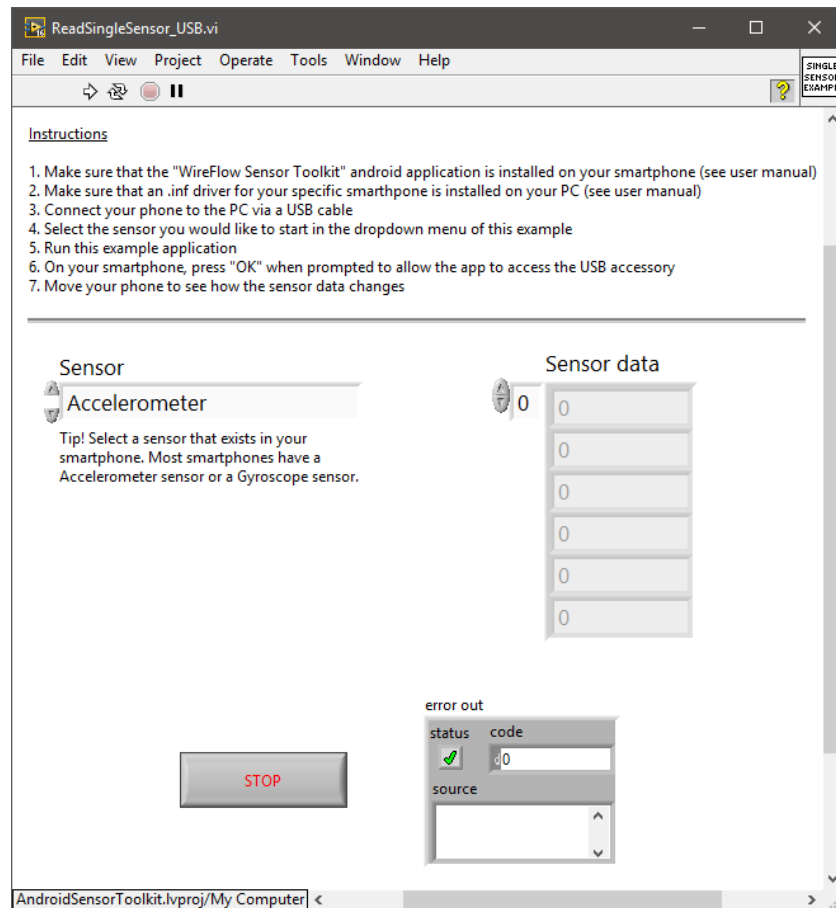 ReadSingleSensor_USB.vi
File Edit View Project Operate Tools Window Help
SINGLE
SENSOR
EXAMPL
Instructions
1. Make sure that the "WireFlow Sensor Toolkit" android application is installed on your smartphone (see user manual)
2. Make sure that an .inf driver for your specific smarthpone is installed on your PC (see user manual)
3. Connect your phone to the PC via a USB cable
4. Select the sensor you would like to start in the dropdown menu of this example
5. Run this example application
6. On your smartphone, press "OK" when prompted to allow the app to access the USB accessory
7. Move your phone to see how the sensor data changes
Sensor
Accelerometer
Tip! Select a sensor that exists in your
smartphone. Most smartphones have a
Accelerometer sensor or a Gyroscope sensor.
Sensor data
0
0
0
0
0
0
0
STOP
error out
status code
d0
source
AndroidSensorToolkit.lvproj/My Computer